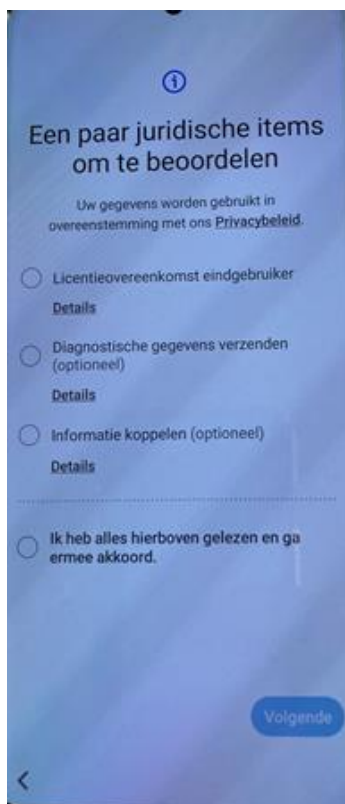 Een paar juridische items
om te beoordelen
Uw gegevens worden gebruikt in
overeenstemming met ons Privacybeleid.
Licentieovereenkomst eindgebruiker
Details
Diagnostische gegevens verzenden
(optioneel)
Details
Informatie koppelen (optioneel)
Details
Ik heb alles hierboven gelezen en ga
ermee akkoord.
Volgende